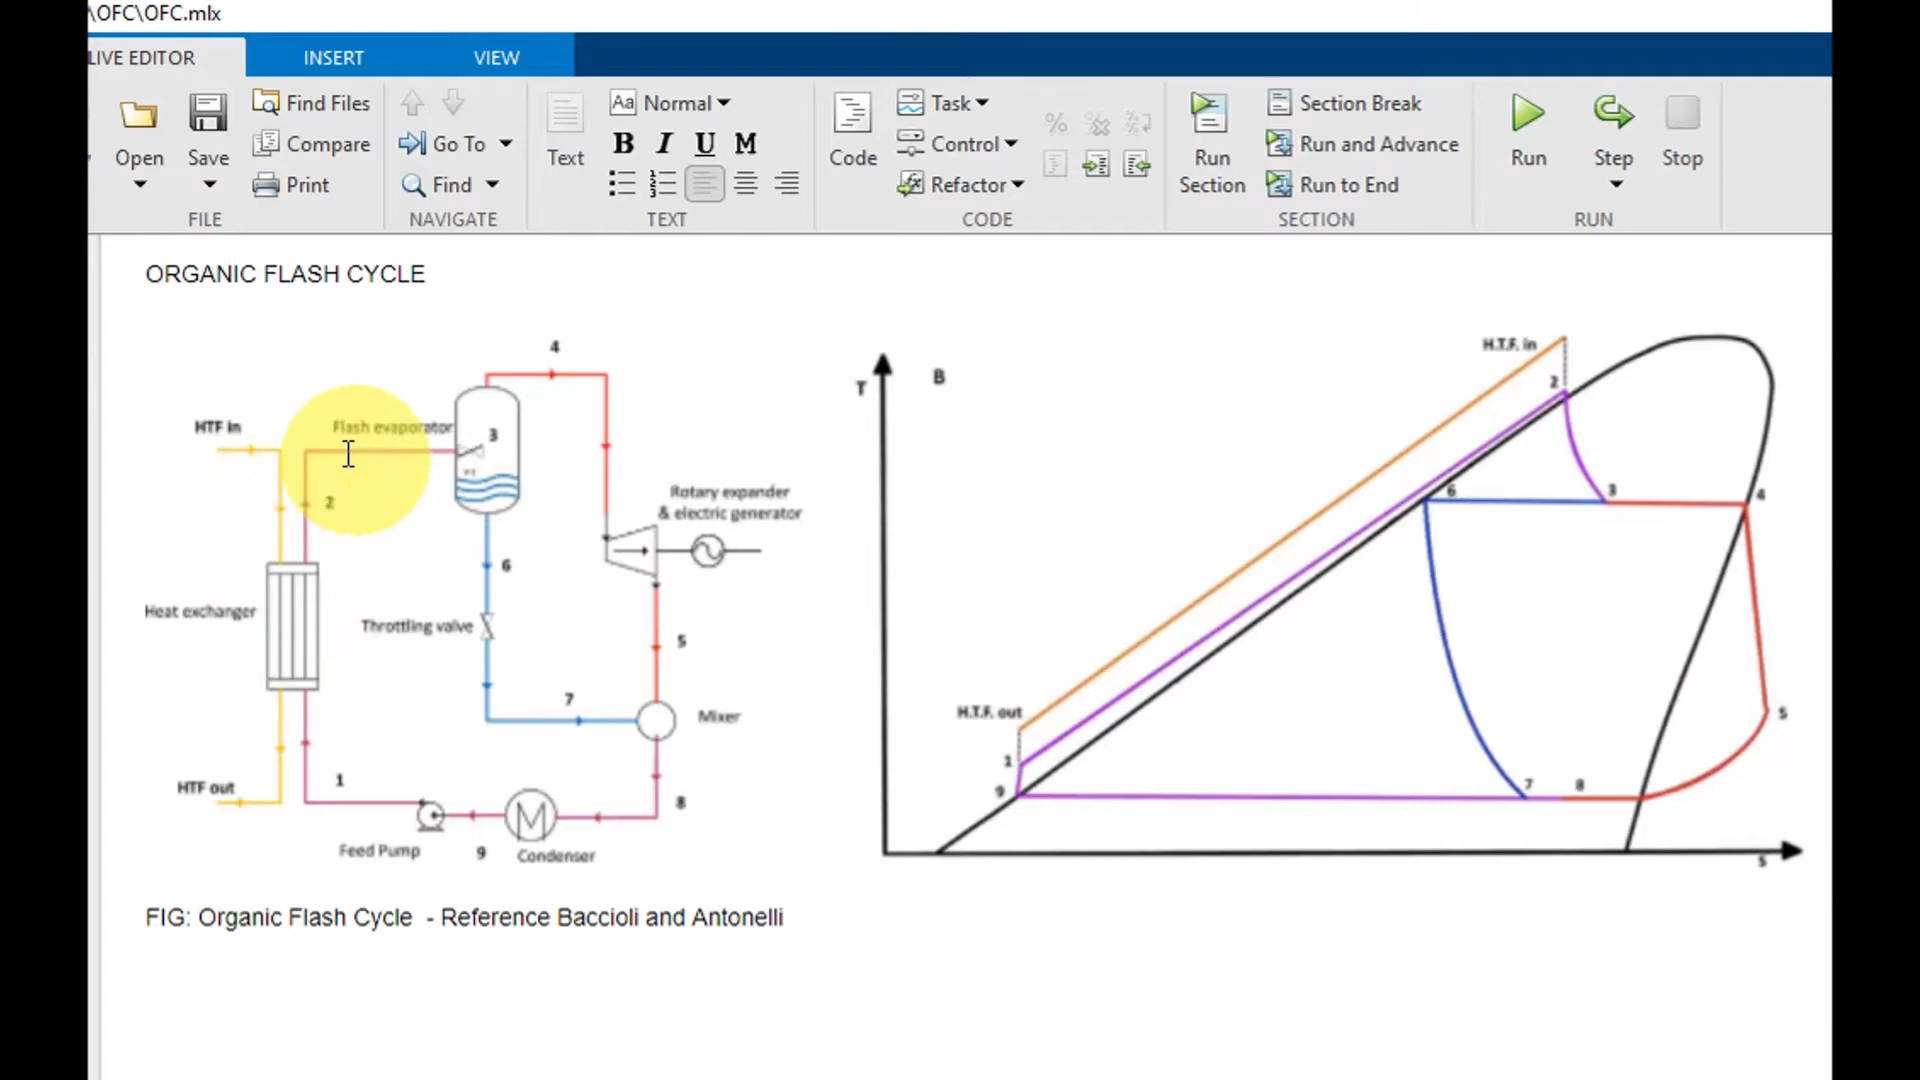 \OFC\OFC.mlx
LIVE EDITOR
INSERT
VIEW
Find Files
Compare
Print
Open
Save
FILE
Go To
Find
NAVIGATE
Text
Aa Normal
B I U M
TEXT
Code
Task
Control
Refactor
CODE
Run
Section
Section Break
Run and Advance
Run to End
SECTION
Run
Step
Stop
RUN
ORGANIC FLASH CYCLE
4
HTF in
Flash evaporator
3
2
Rotary expander
& electric generator
6
Heat exchanger
Throttling valve
5
7
Mixer
HTF out
1
8
Feed Pump
9
Condenser
T
B
H.T.F. in
2
6
3
4
H.T.F. out
1
5
9
7
8
s
FIG: Organic Flash Cycle - Reference Baccioli and Antonelli